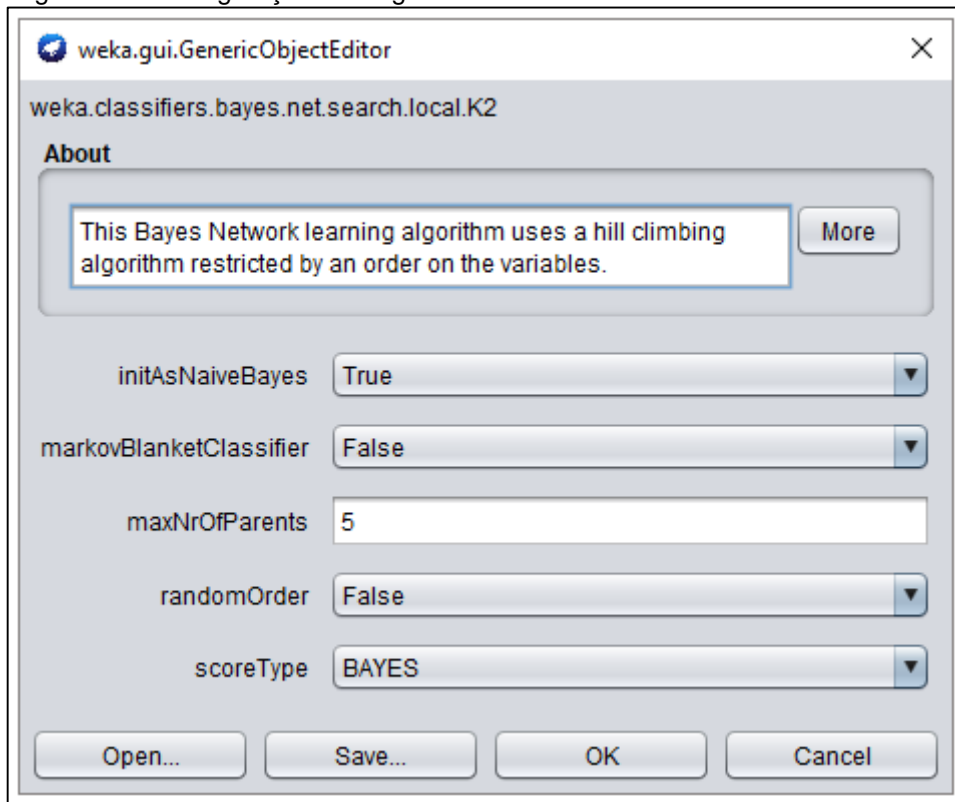 weka.gui.GenericObjectEditor
weka.classifiers.bayes.net.search.local.K2
About
This Bayes Network learning algorithm uses a hill climbing
algorithm restricted by an order on the variables.
More
initAsNaiveBayes True
markovBlanketClassifier False
maxNrOfParents 5
randomOrder False
scoreType BAYES
Open... Save... OK Cancel